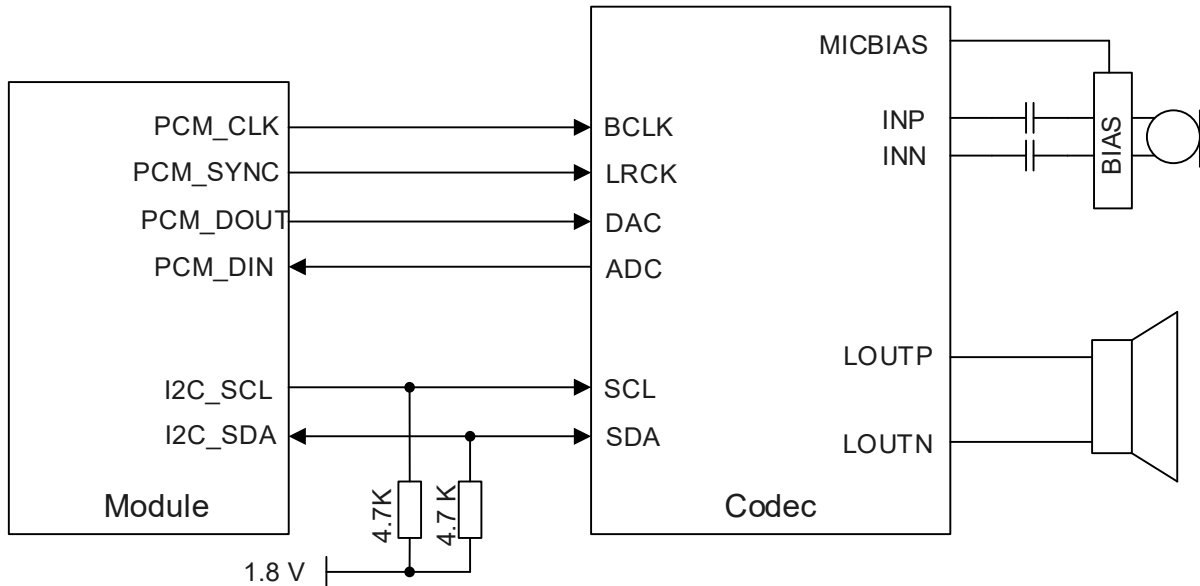 MICBIAS
PCM_CLK
BCLK
INP
PCM_SYNC
LRCK
INN
BIAS
PCM_DOUT
DAC
PCM_DIN
ADC
LOUTP
I2C_SCL
SCL
I2C_SDA
SDA
LOUTN
Module
4.7K
4.7 K
Codec
1.8 V